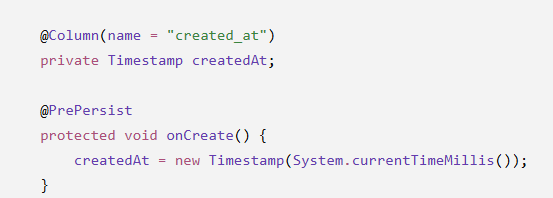 @Column(name = "created_at")
private Timestamp createdAt;
@PrePersist
protected void onCreate() {
createdAt = new Timestamp(System.currentTimeMillis());
}